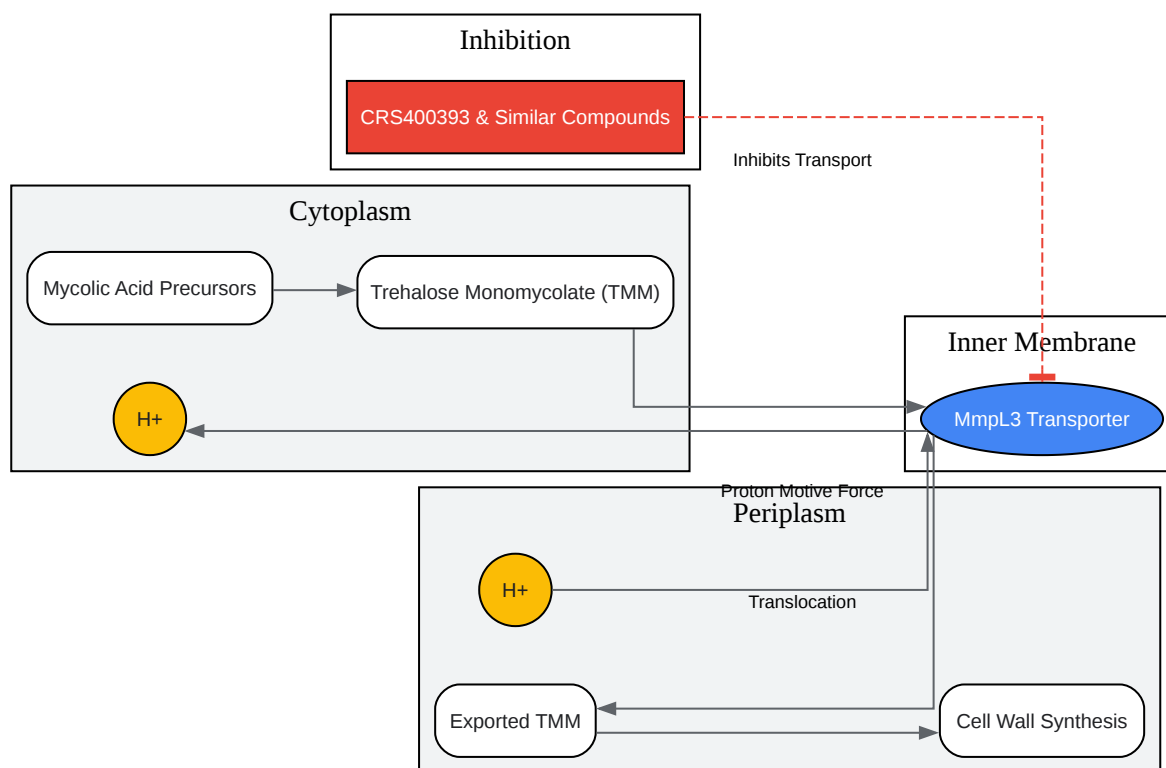 Inhibition
CRS400393 & Similar Compounds
Inhibits Transport
Cytoplasm
Mycolic Acid Precursors
Trehalose Monomycolate (TMM)
Inner Membrane
H+
MmpL3 Transporter
Proton Motive Force
Periplasm
H+
Translocation
Exported TMM
Cell Wall Synthesis